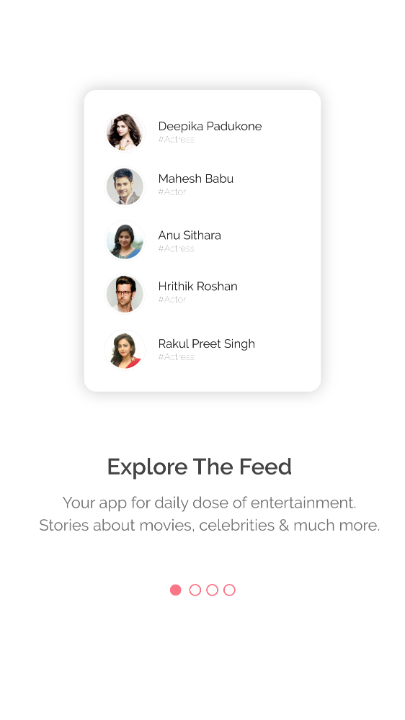 Deepika Padukone
#Actress
Mahesh Babu
#Actor
Anu Sithara
#Actress
Hrithik Roshan
#Actor
Rakul Preet Singh
#Actress
Explore The Feed
Your app for daily dose of entertainment.
Stories about movies, celebrities & much more.